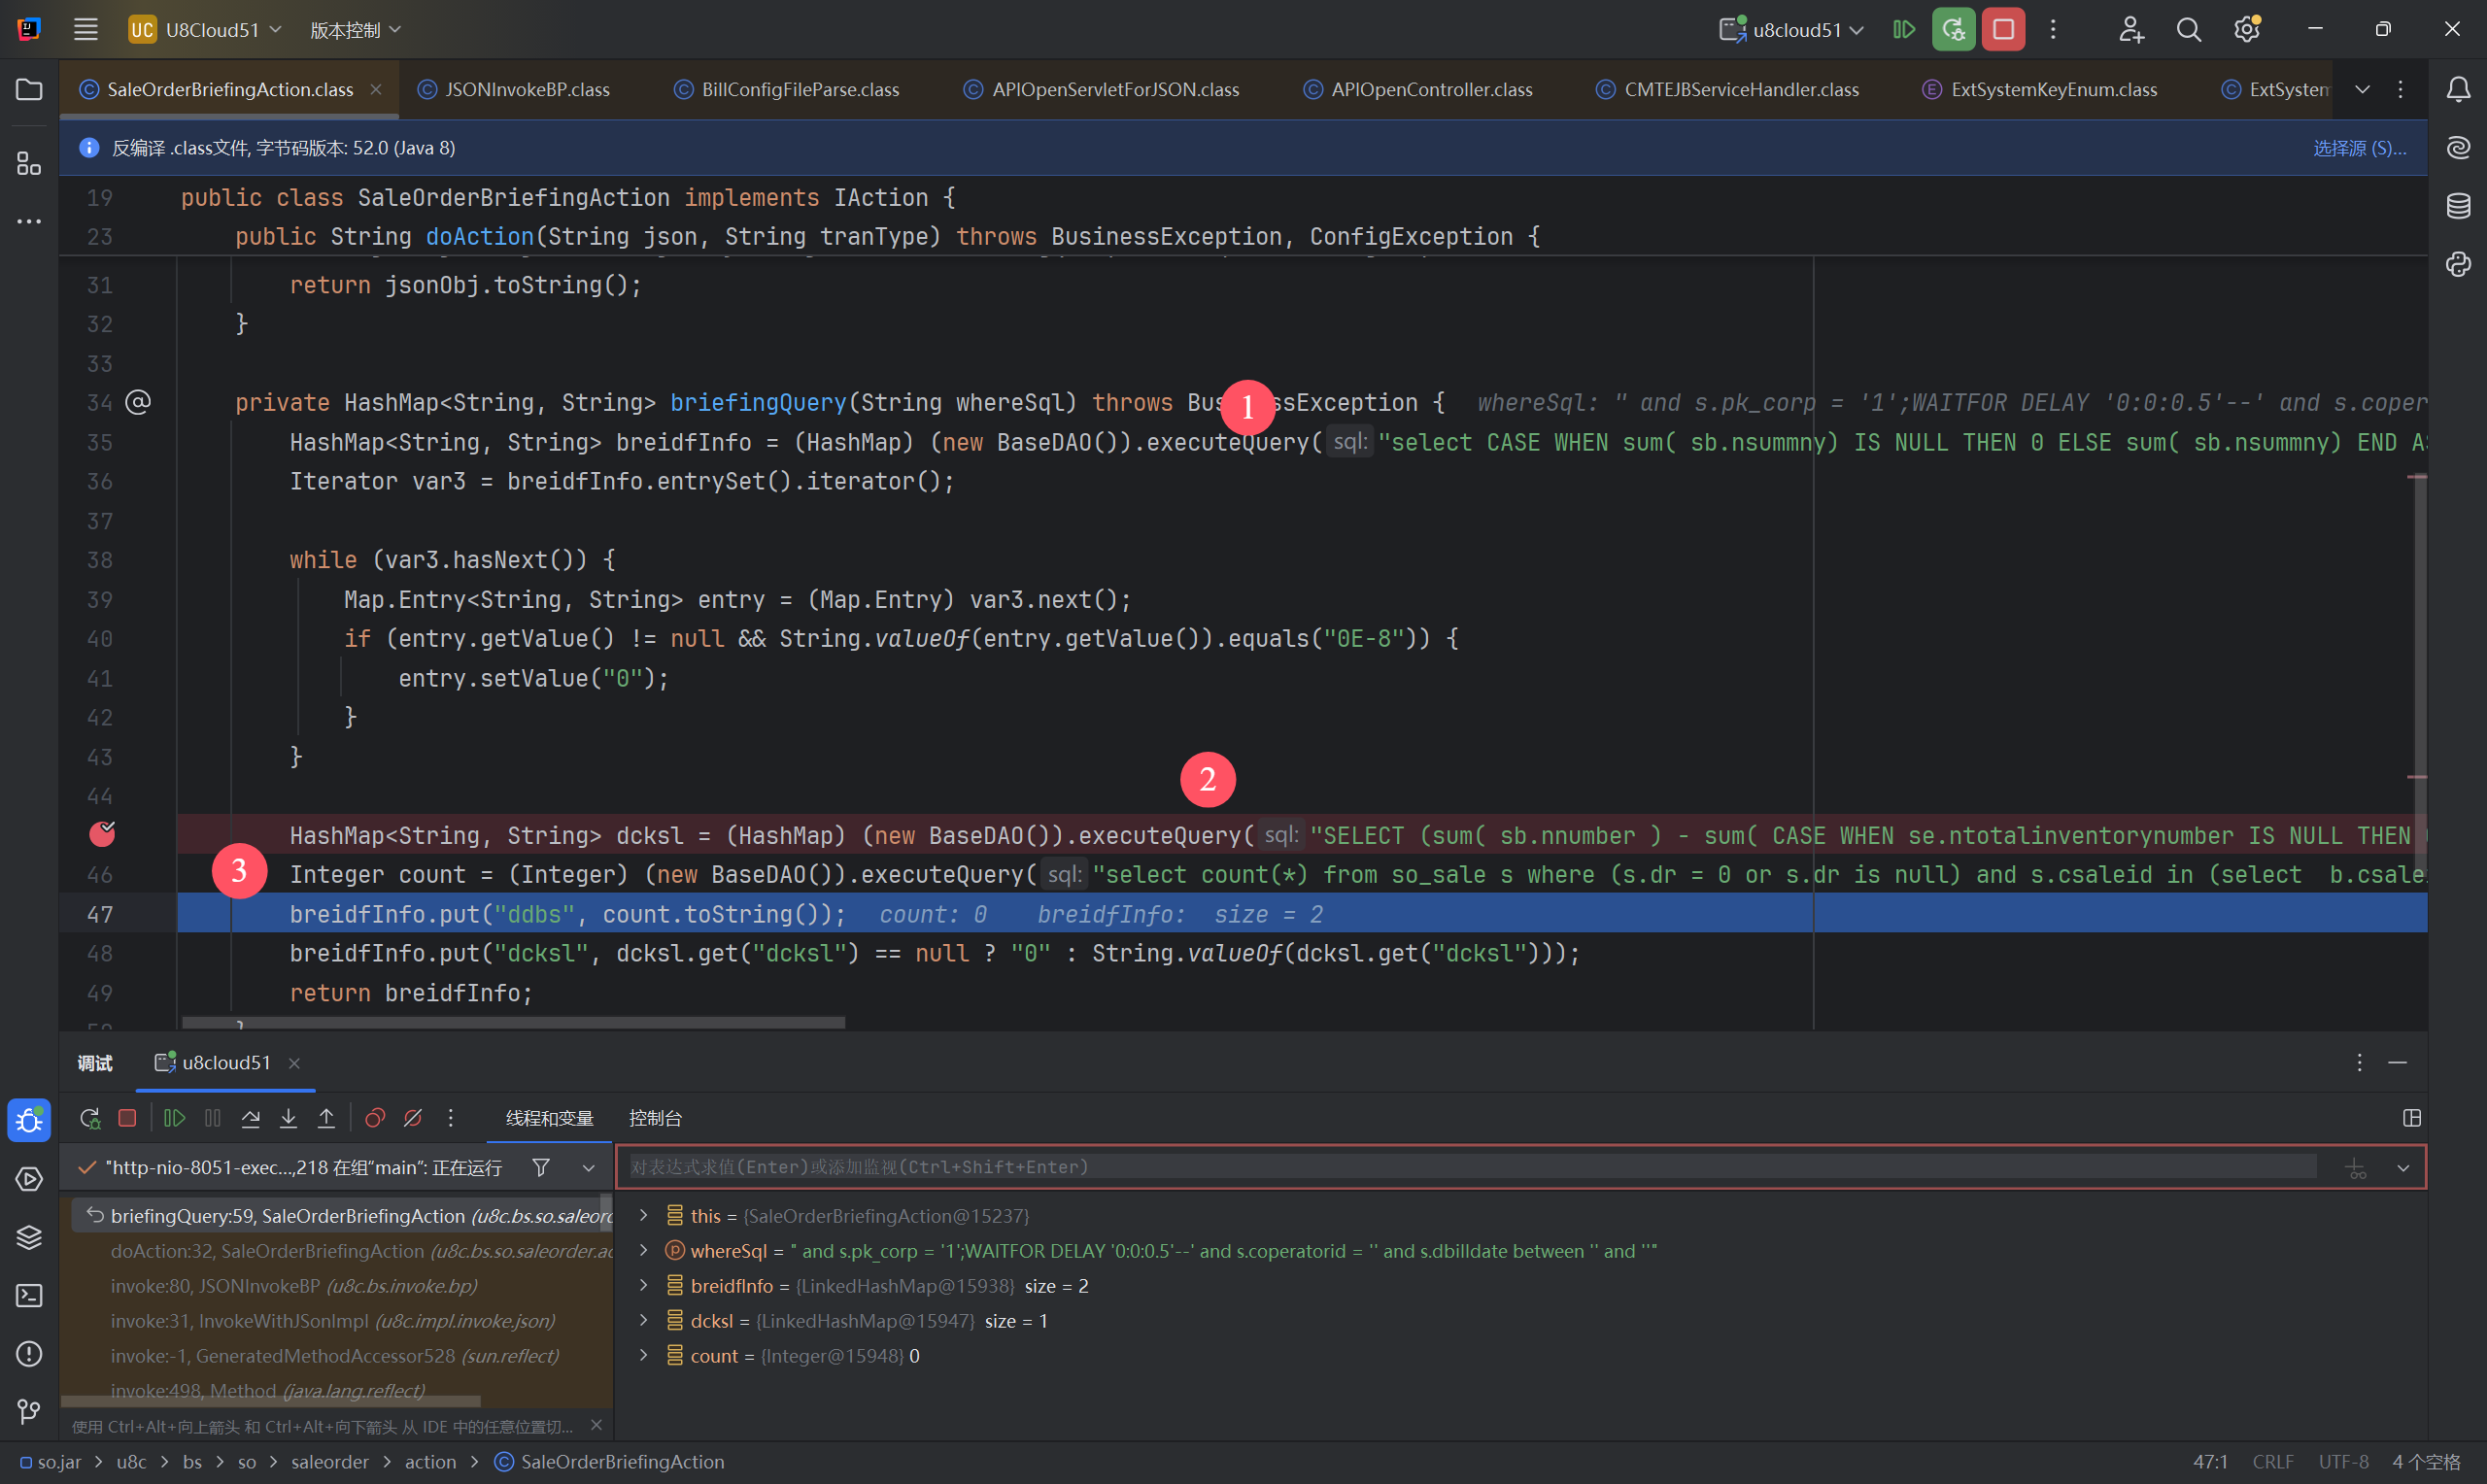 UC U8Cloud51 版本控制 u8cloud51
SaleOrderBriefingAction.class JSONInvokeBP.class BillConfigFileParse.class APIOpenServletForJSON.class APIOpenController.class CMTEJBServiceHandler.class ExtSystemKeyEnum.class ExtSystem
反编译 .class文件, 字节码版本: 52.0 (Java 8) 选择源 (S)...
19 public class SaleOrderBriefingAction implements IAction {
23 public String doAction(String json, String tranType) throws BusinessException, ConfigException {
31 return jsonObj.toString();
32 }
33
34 @ private HashMap<String, String> briefingQuery(String whereSql) throws Bus 1 ssException { whereSql: " and s.pk_corp = '1';WAITFOR DELAY '0:0:0.5'--' and s.coper
35 HashMap<String, String> breidfInfo = (HashMap) (new BaseDAO()).executeQuery( sql: "select CASE WHEN sum( sb.nsummny) IS NULL THEN 0 ELSE sum( sb.nsummny) END A
36 Iterator var3 = breidfInfo.entrySet().iterator();
37
38 while (var3.hasNext()) {
39 Map.Entry<String, String> entry = (Map.Entry) var3.next();
40 if (entry.getValue() != null && String.valueOf(entry.getValue()).equals("0E-8")) {
41 entry.setValue("0");
42 }
43 }
2
44
HashMap<String, String> dcksl = (HashMap) (new BaseDAO()).executeQuery( sql: "SELECT (sum( sb.nnumber ) - sum( CASE WHEN se.ntotalinventorynumber IS NULL THEN
3
46 Integer count = (Integer) (new BaseDAO()).executeQuery( sql: "select count(*) from so_sale s where (s.dr = 0 or s.dr is null) and s.csaleid in (select b.csale
47 breidfInfo.put("ddbs", count.toString()); count: 0 breidfInfo: size = 2
48 breidfInfo.put("dcksl", dcksl.get("dcksl") == null ? "0" : String.valueOf(dcksl.get("dcksl")));
49 return breidfInfo;
调试 u8cloud51
线程和变量 控制台
"http-nio-8051-exec...,218 在组"main": 正在运行
对表达式求值(Enter)或添加监视(Ctrl+Shift+Enter)
briefingQuery:59, SaleOrderBriefingAction (u8c.bs.so.saleord
doAction:32, SaleOrderBriefingAction (u8c.bs.so.saleorder.ac
invoke:80, JSONInvokeBP (u8c.bs.invoke.bp)
invoke:31, InvokeWithJSonImpl (u8c.impl.invoke.json)
invoke:-1, GeneratedMethodAccessor528 (sun.reflect)
invoke:498, Method (java.lang.reflect)
使用 Ctrl+Alt+向上箭头 和 Ctrl+Alt+向下箭头 从 IDE 中的任意位置切...
this = {SaleOrderBriefingAction@15237}
whereSql = " and s.pk_corp = '1';WAITFOR DELAY '0:0:0.5'--' and s.coperatorid = '' and s.dbilldate between '' and ''"
breidfInfo = {LinkedHashMap@15938} size = 2
dcksl = {LinkedHashMap@15947} size = 1
count = {Integer@15948} 0
so.jar > u8c > bs > so > saleorder > action > SaleOrderBriefingAction 47:1 CRLF UTF-8 4 个空格